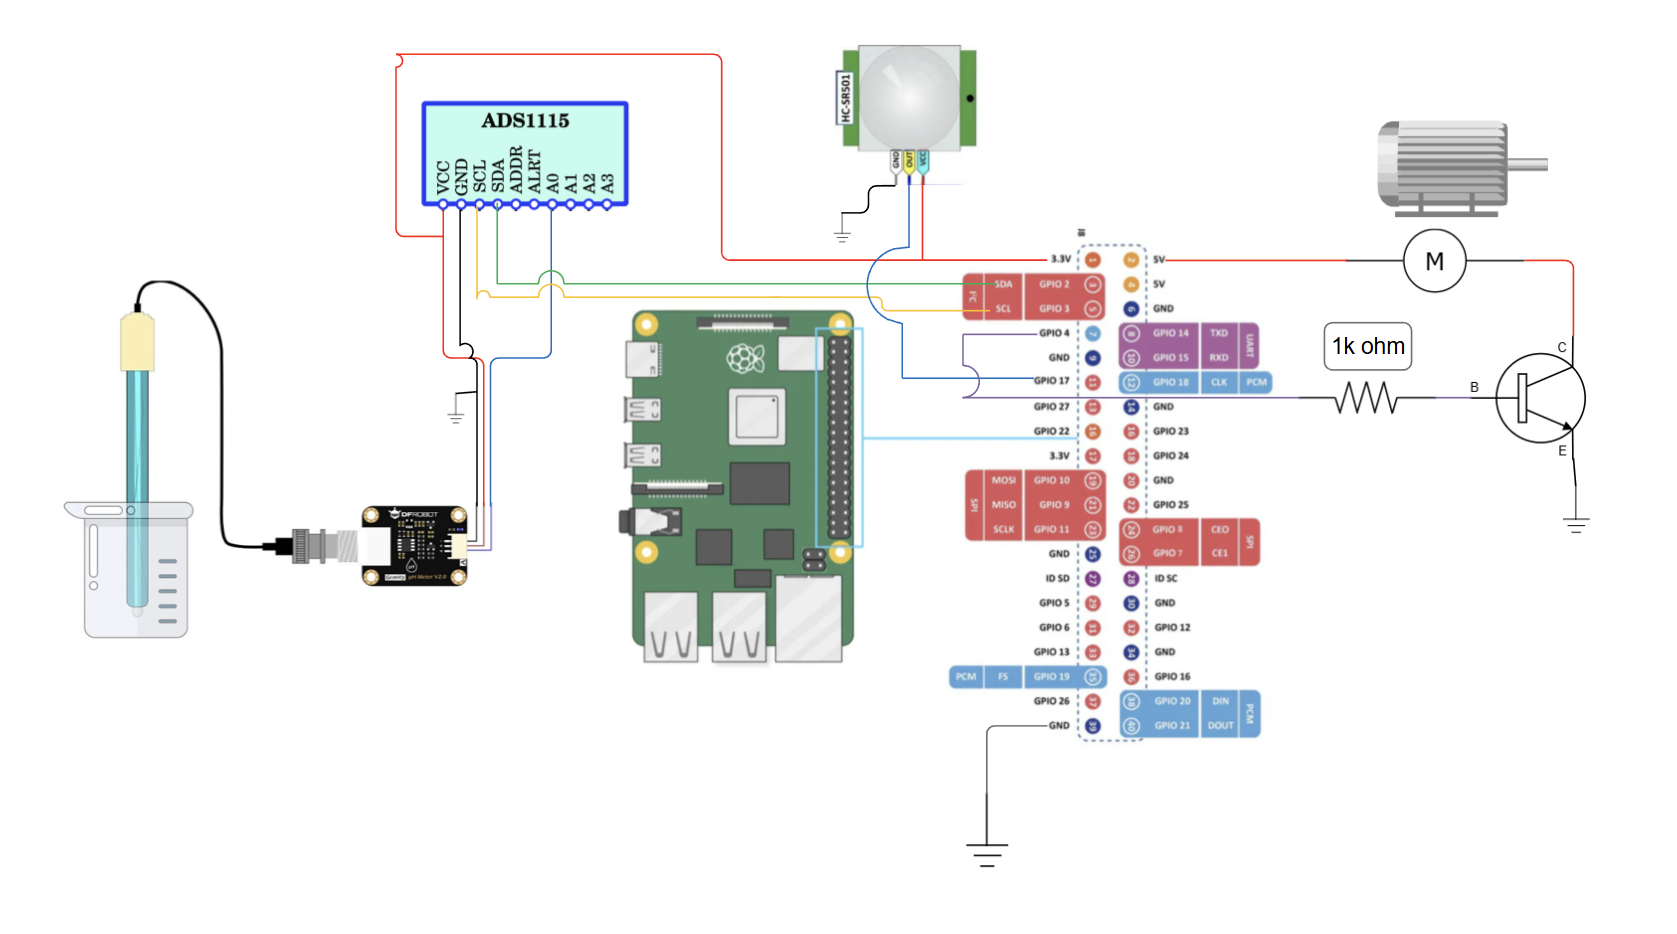 ADS1115
VCC
GND
SCL
SDA
ADDR
ALRT
A0
A1
A2
A3
HC-SR501
GND
OUT
VCC
M
1k ohm
B
C
E
DFROBOT
Gravity
pH Meter V2.0
J8
3.3V 1 2 5V
I²C SDA GPIO 2 3 4 5V
SCL GPIO 3 5 6 GND
GPIO 4 7 8 GPIO 14 TXD UART
GND 9 10 GPIO 15 RXD
GPIO 17 11 12 GPIO 18 CLK PCM
GPIO 27 13 14 GND
GPIO 22 16 GPIO 23
3.3V 17 18 GPIO 24
SPI MOSI GPIO 10 19 20 GND
MISO GPIO 9 21 22 GPIO 25
SCLK GPIO 11 23 24 GPIO 8 CEO SPI
GND 25 26 GPIO 7 CE1
ID SD 27 28 ID SC
GPIO 5 29 30 GND
GPIO 6 31 32 GPIO 12
GPIO 13 33 34 GND
PCM FS GPIO 19 35 36 GPIO 16
GPIO 26 37 38 GPIO 20 DIN PCM
GND 39 40 GPIO 21 DOUT